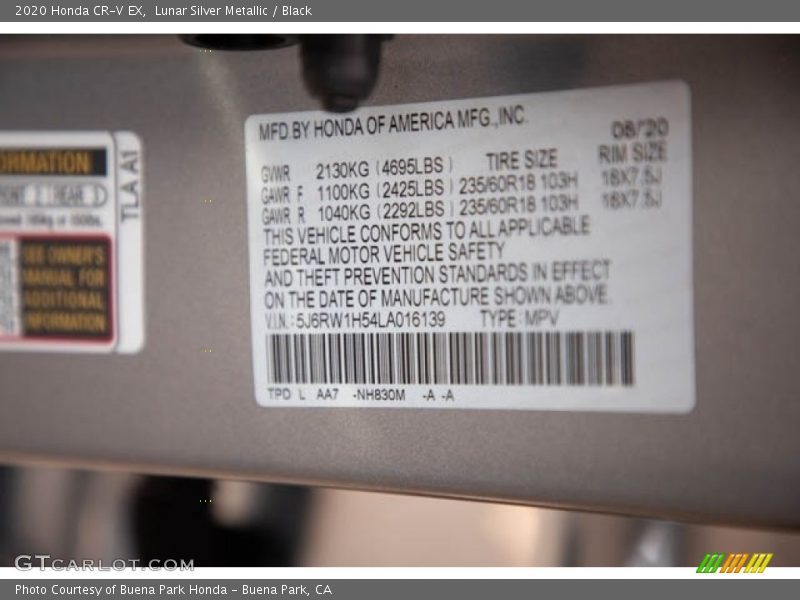 2020 Honda CR-V EX, Lunar Silver Metallic / Black
MFD.BY HONDA OF AMERICA MFG.,INC. 08/'20
GVWR 2130KG (4695LBS) TIRE SIZE RIM SIZE
GAWR F 1100KG (2425LBS) 235/60R18 103H 18X7.5J
GAWR R 1040KG (2292LBS) 235/60R18 103H 18X7.5J
THIS VEHICLE CONFORMS TO ALL APPLICABLE
FEDERAL MOTOR VEHICLE SAFETY
AND THEFT PREVENTION STANDARDS IN EFFECT
ON THE DATE OF MANUFACTURE SHOWN ABOVE.
V.I.N.:5J6RW1H54LA016139 TYPE:MPV
TPD L AA7 -NH830M -A -A
ORMATION
TLA A1
SEE OWNER'S
MANUAL FOR
ADDITIONAL
INFORMATION
GTCARLOT.COM
Photo Courtesy of Buena Park Honda - Buena Park, CA